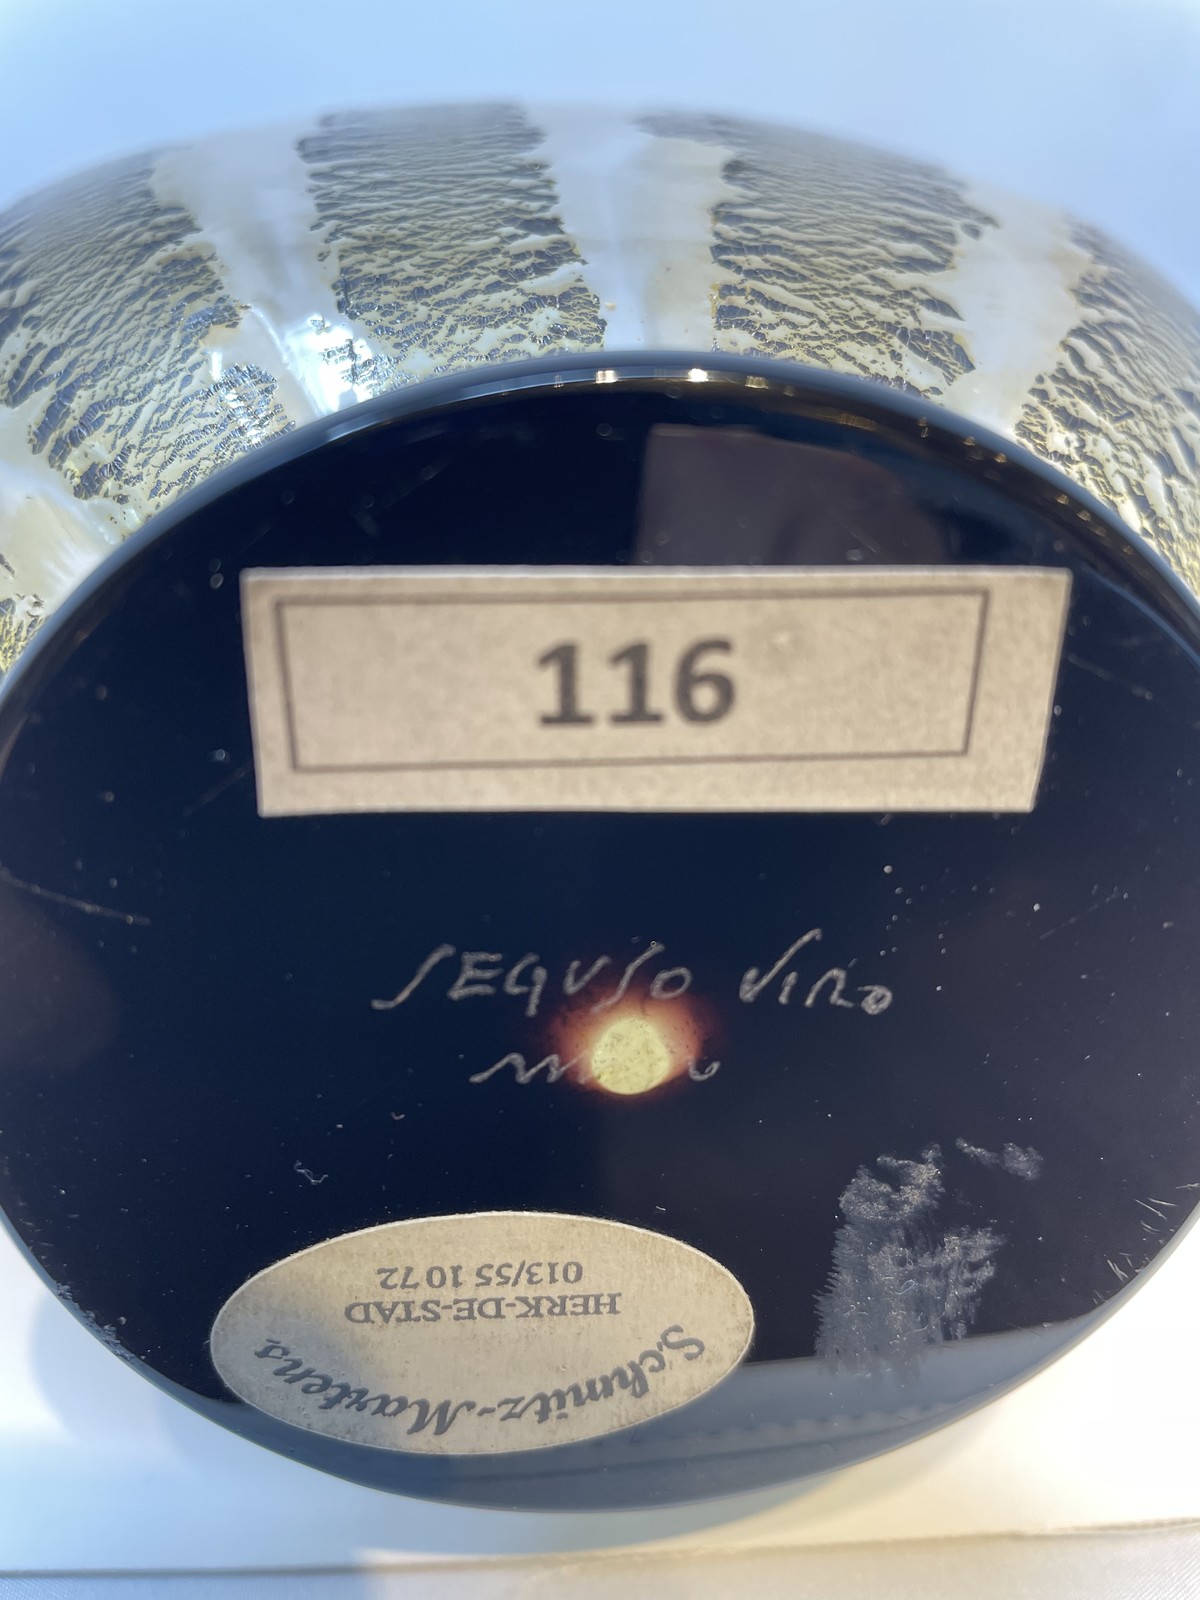 116
SEGUSO VIRO
Schmitz-Martens
HERK-DE-STAD
013/55 10 72